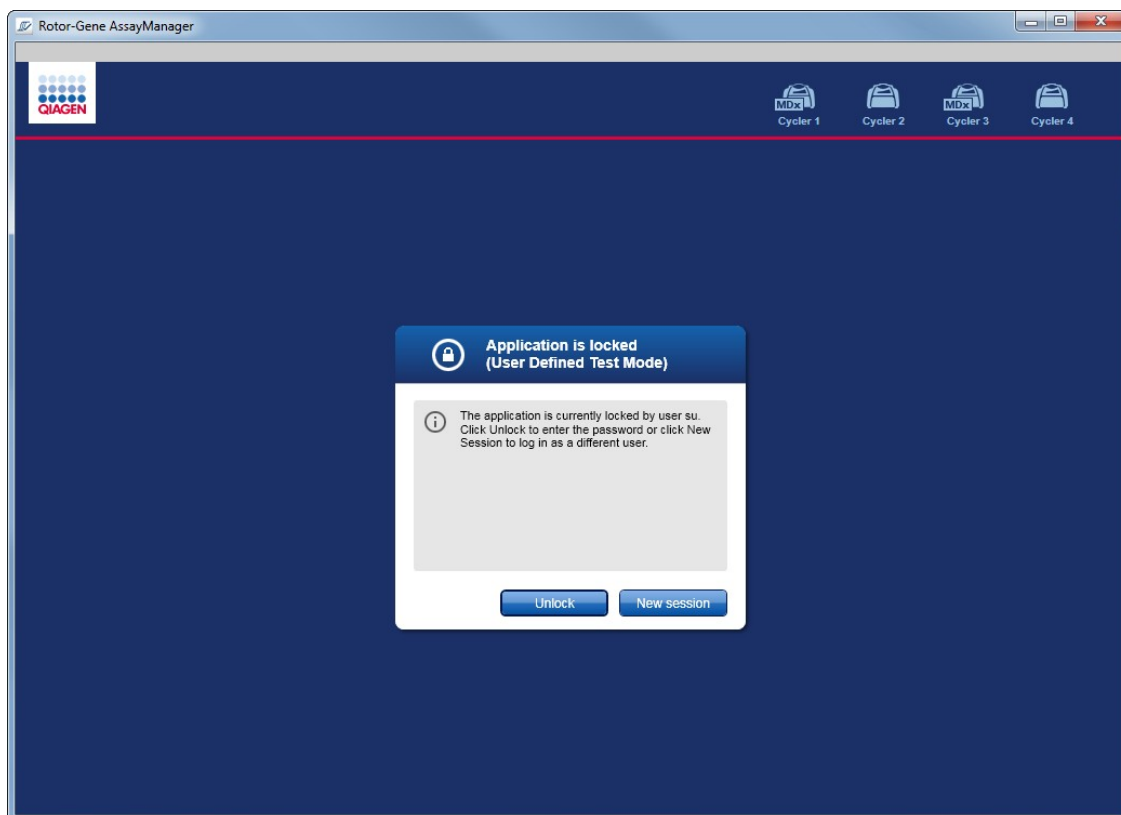 Rotor-Gene AssayManager
QIAGEN
MDx
MDx
Cycler 1
Cycler 2
Cycler 3
Cycler 4
Application is locked
(User Defined Test Mode)
The application is currently locked by user su.
Click Unlock to enter the password or click New
Session to log in as a different user.
Unlock
New session